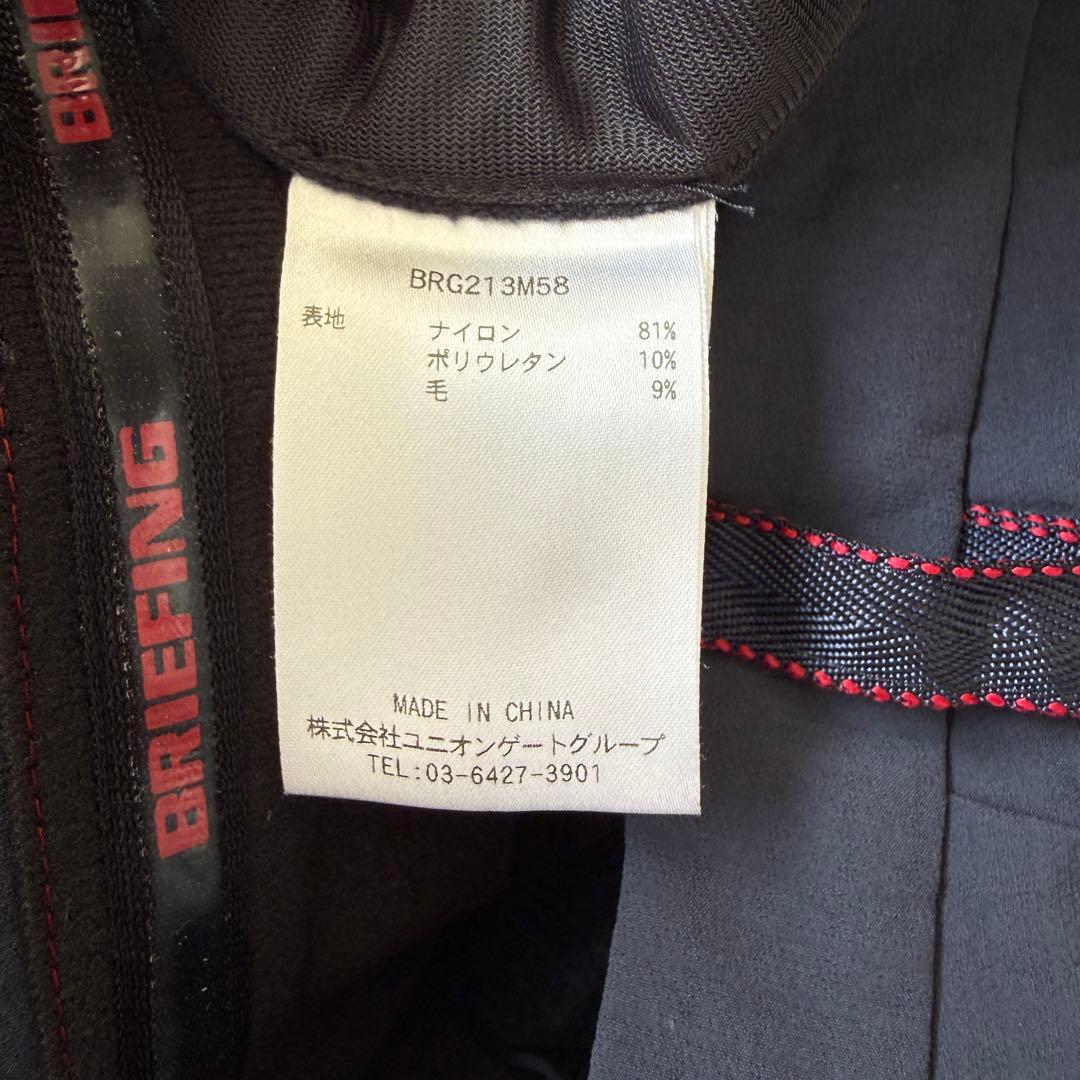 BRIEFING
BRG213M58
表地 ナイロン 81%
ポリウレタン 10%
毛 9%
MADE IN CHINA
株式会社ユニオンゲートグループ
TEL:03-6427-3901